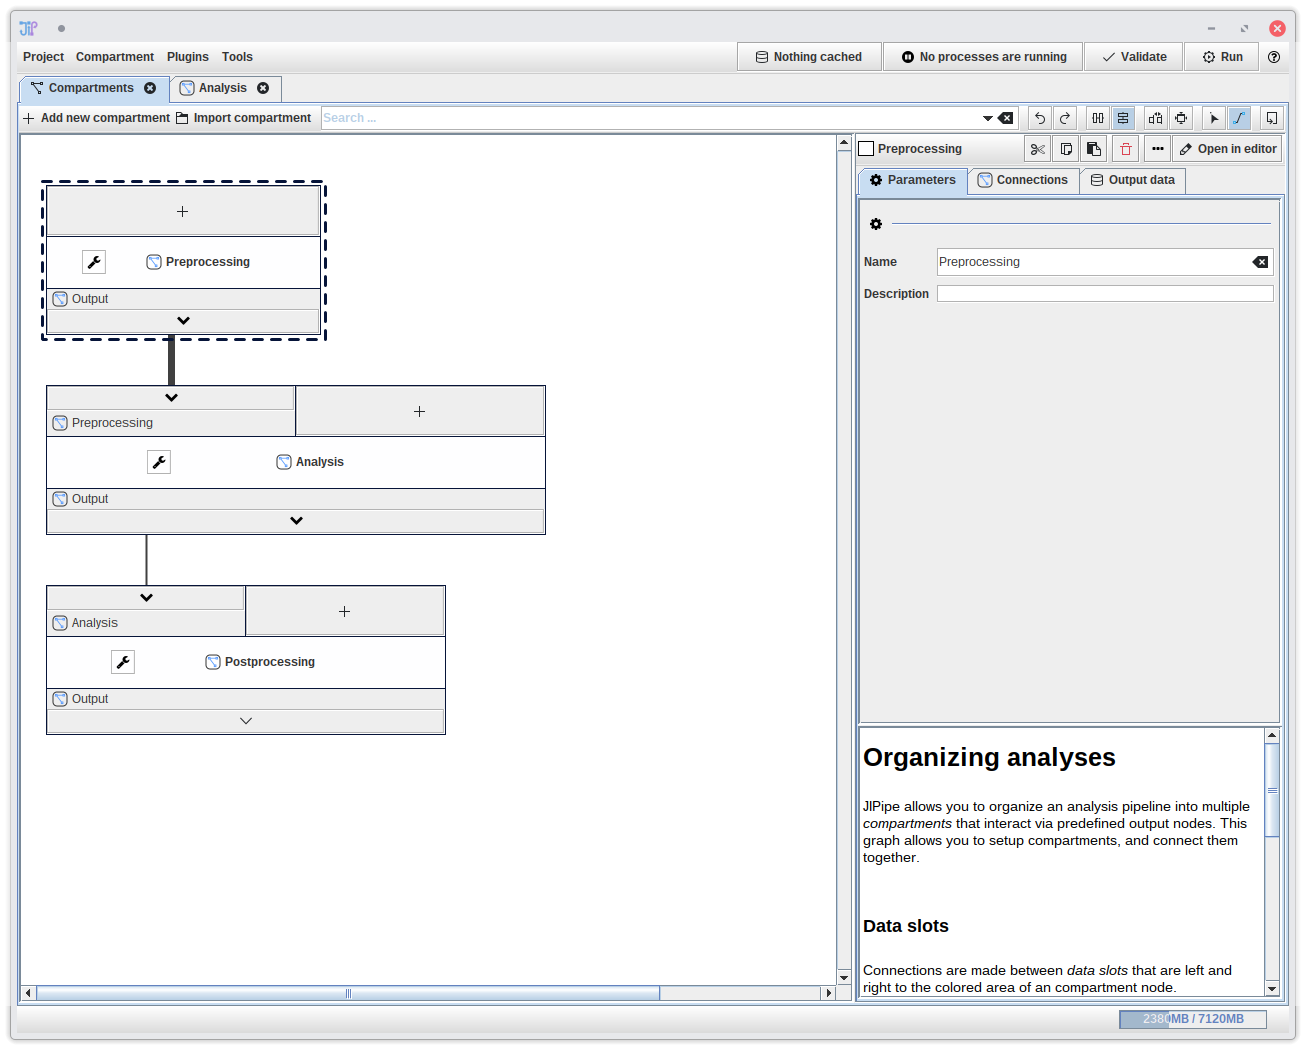 JIP
Project Compartment Plugins Tools Nothing cached No processes are running Validate Run
Compartments Analysis
Add new compartment Import compartment Search ...
Preprocessing Open in editor
Parameters Connections Output data
Name Preprocessing
Description
Preprocessing
Output
Preprocessing
Analysis
Output
Analysis
Postprocessing
Output
Organizing analyses
JIPipe allows you to organize an analysis pipeline into multiple
compartments that interact via predefined output nodes. This
graph allows you to setup compartments, and connect them
together.
Data slots
Connections are made between data slots that are left and
right to the colored area of an compartment node.
2380MB / 7120MB